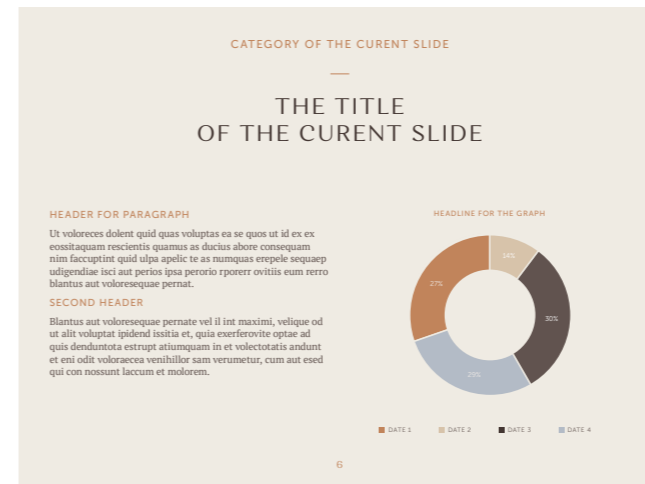 CATEGORY OF THE CURENT SLIDE
THE TITLE
OF THE CURENT SLIDE
HEADER FOR PARAGRAPH
Ut voloreces dolent quid quas voluptas ea se quos ut id ex ex
eossitaquam rescientis quamus as ducius abore consequam
nim faccuptint quid ulpa apelic te as numquas erepele sequaep
udigendiae isci aut perios ipsa perorio rporerr ovitiis eum rerro
blantus aut voloresequae pernat.
SECOND HEADER
Blantus aut voloresequae pernate vel il int maximi, velique od
ut alit voluptat ipidend issitia et, quia exerferovite optae ad
quis denduntota estrupt atiumquam in et volectotatis andunt
et eni odit voloraecea venihillor sam verumetur, cum aut esed
qui con nossunt laccum et molorem.
HEADLINE FOR THE GRAPH
14%
27%
30%
29%
DATE 1
DATE 2
DATE 3
DATE 4
6